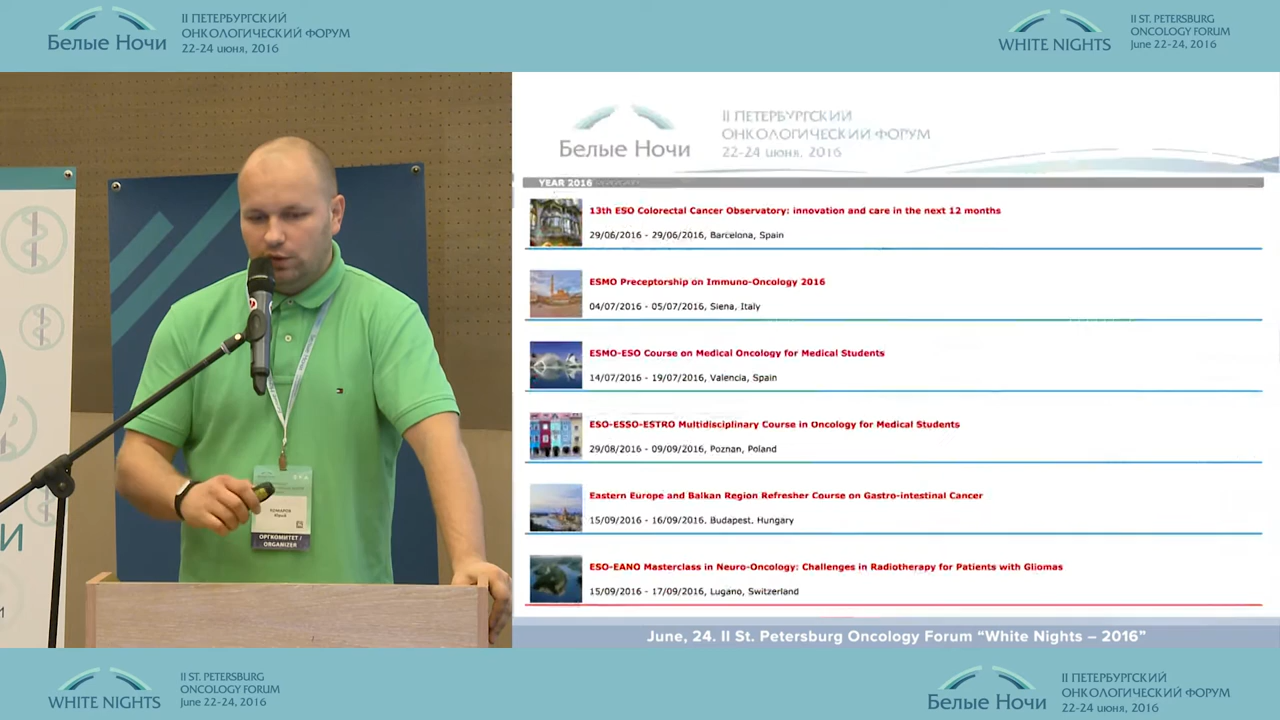 Белые Ночи
II ПЕТЕРБУРГСКИЙ
ОНКОЛОГИЧЕСКИЙ ФОРУМ
22-24 июня, 2016
WHITE NIGHTS
II ST. PETERSBURG
ONCOLOGY FORUM
June 22-24, 2016
И
И
ОРГКОМИТЕТ /
ORGANIZER
Белые Ночи
II ПЕТЕРБУРГСКИЙ
ОНКОЛОГИЧЕСКИЙ ФОРУМ
22-24 июня, 2016
YEAR 2016
13th ESO Colorectal Cancer Observatory: innovation and care in the next 12 months
29/06/2016 - 29/06/2016, Barcelona, Spain
ESMO Preceptorship on Immuno-Oncology 2016
04/07/2016 - 05/07/2016, Siena, Italy
ESMO-ESO Course on Medical Oncology for Medical Students
14/07/2016 - 19/07/2016, Valencia, Spain
ESO-ESSO-ESTRO Multidisciplinary Course in Oncology for Medical Students
29/08/2016 - 09/09/2016, Poznan, Poland
Eastern Europe and Balkan Region Refresher Course on Gastro-intestinal Cancer
15/09/2016 - 16/09/2016, Budapest, Hungary
ESO-EANO Masterclass in Neuro-Oncology: Challenges in Radiotherapy for Patients with Gliomas
15/09/2016 - 17/09/2016, Lugano, Switzerland
June, 24. II St. Petersburg Oncology Forum “White Nights – 2016”
WHITE NIGHTS
II ST. PETERSBURG
ONCOLOGY FORUM
June 22-24, 2016
Белые Ночи
II ПЕТЕРБУРГСКИЙ
ОНКОЛОГИЧЕСКИЙ ФОРУМ
22-24 июня, 2016